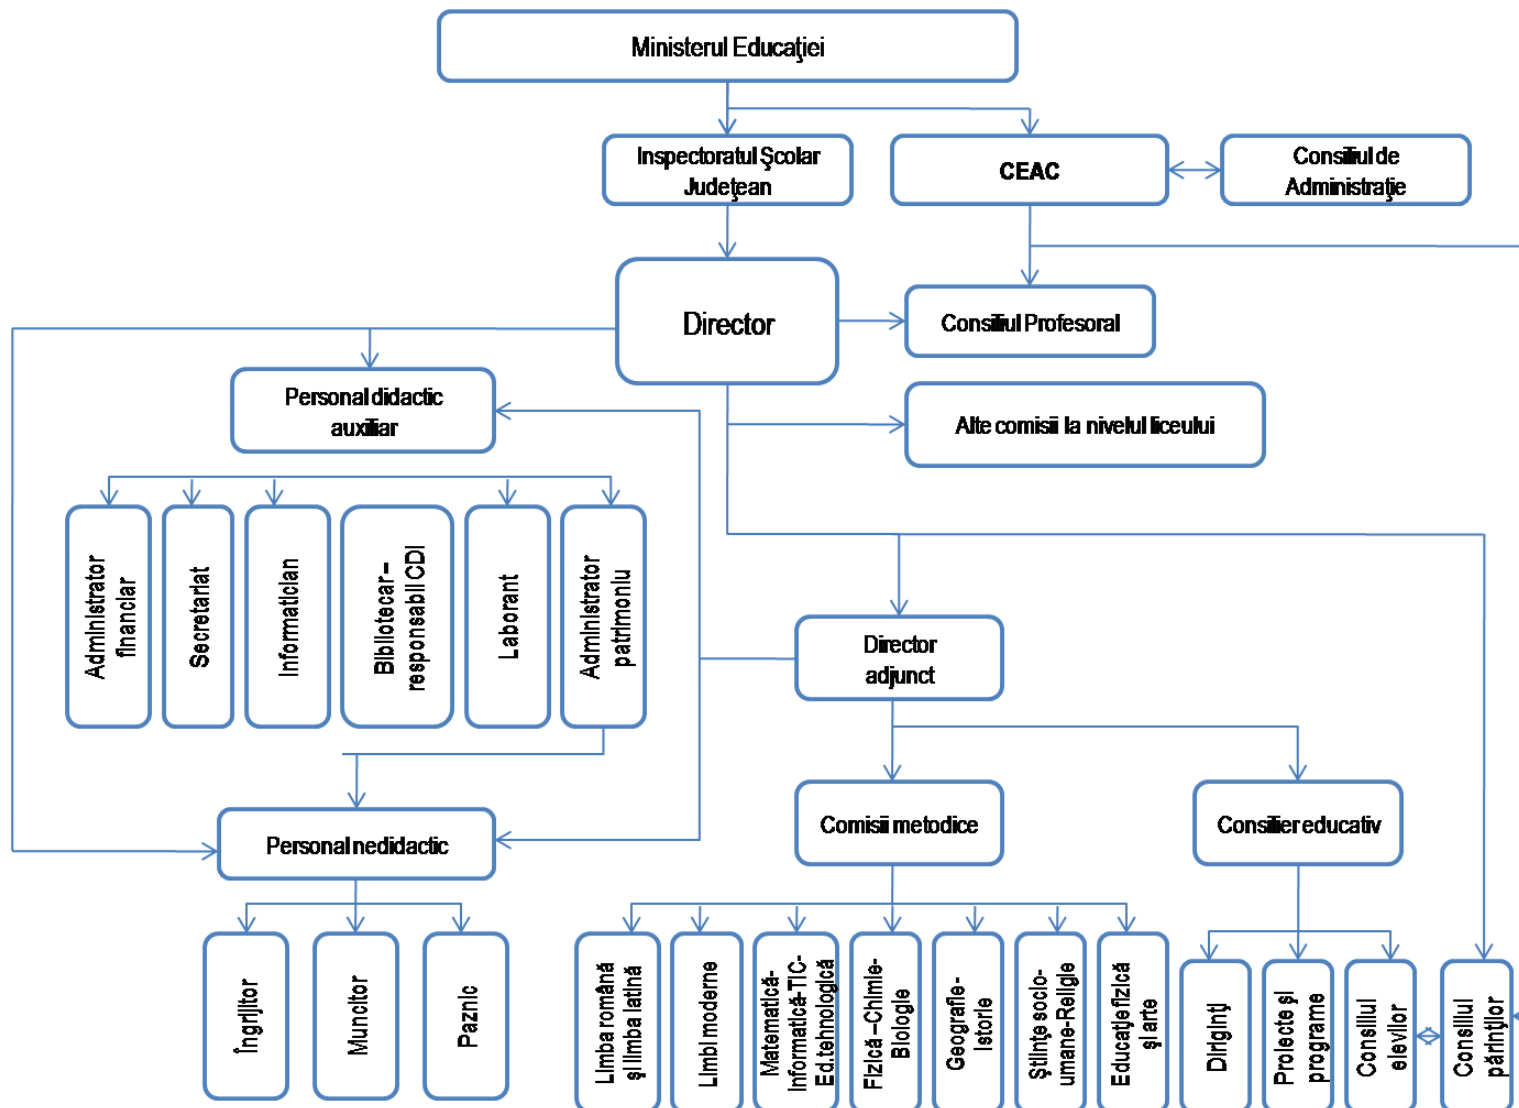 Ministerul Educaţiei
Inspectoratul Şcolar
Judeţean
CEAC
Consiliul de
Administraţie
Director
Consiliul Profesoral
Personal didactic
auxiliar
Alte comisii la nivelul liceului
Administrator
financiar
Secretariat
Informatician
Bibliotecar –
responsabil CDI
Laborant
Administrator
patrimoniu
Director
adjunct
Personal nedidactic
Comisii metodice
Consilier educativ
Îngrijitor
Muncitor
Paznic
Limba română
şi limba latină
Limbi moderne
Matematică-
Informatică-TIC-
Ed.tehnologică
Fizică –Chimie-
Biologie
Geografie-
Istorie
Ştiinţe socio-
umane-Religie
Educaţie fizică
şi arte
Diriginţi
Proiecte şi
programe
Consiliul
elevilor
Consiliul
părinţilor